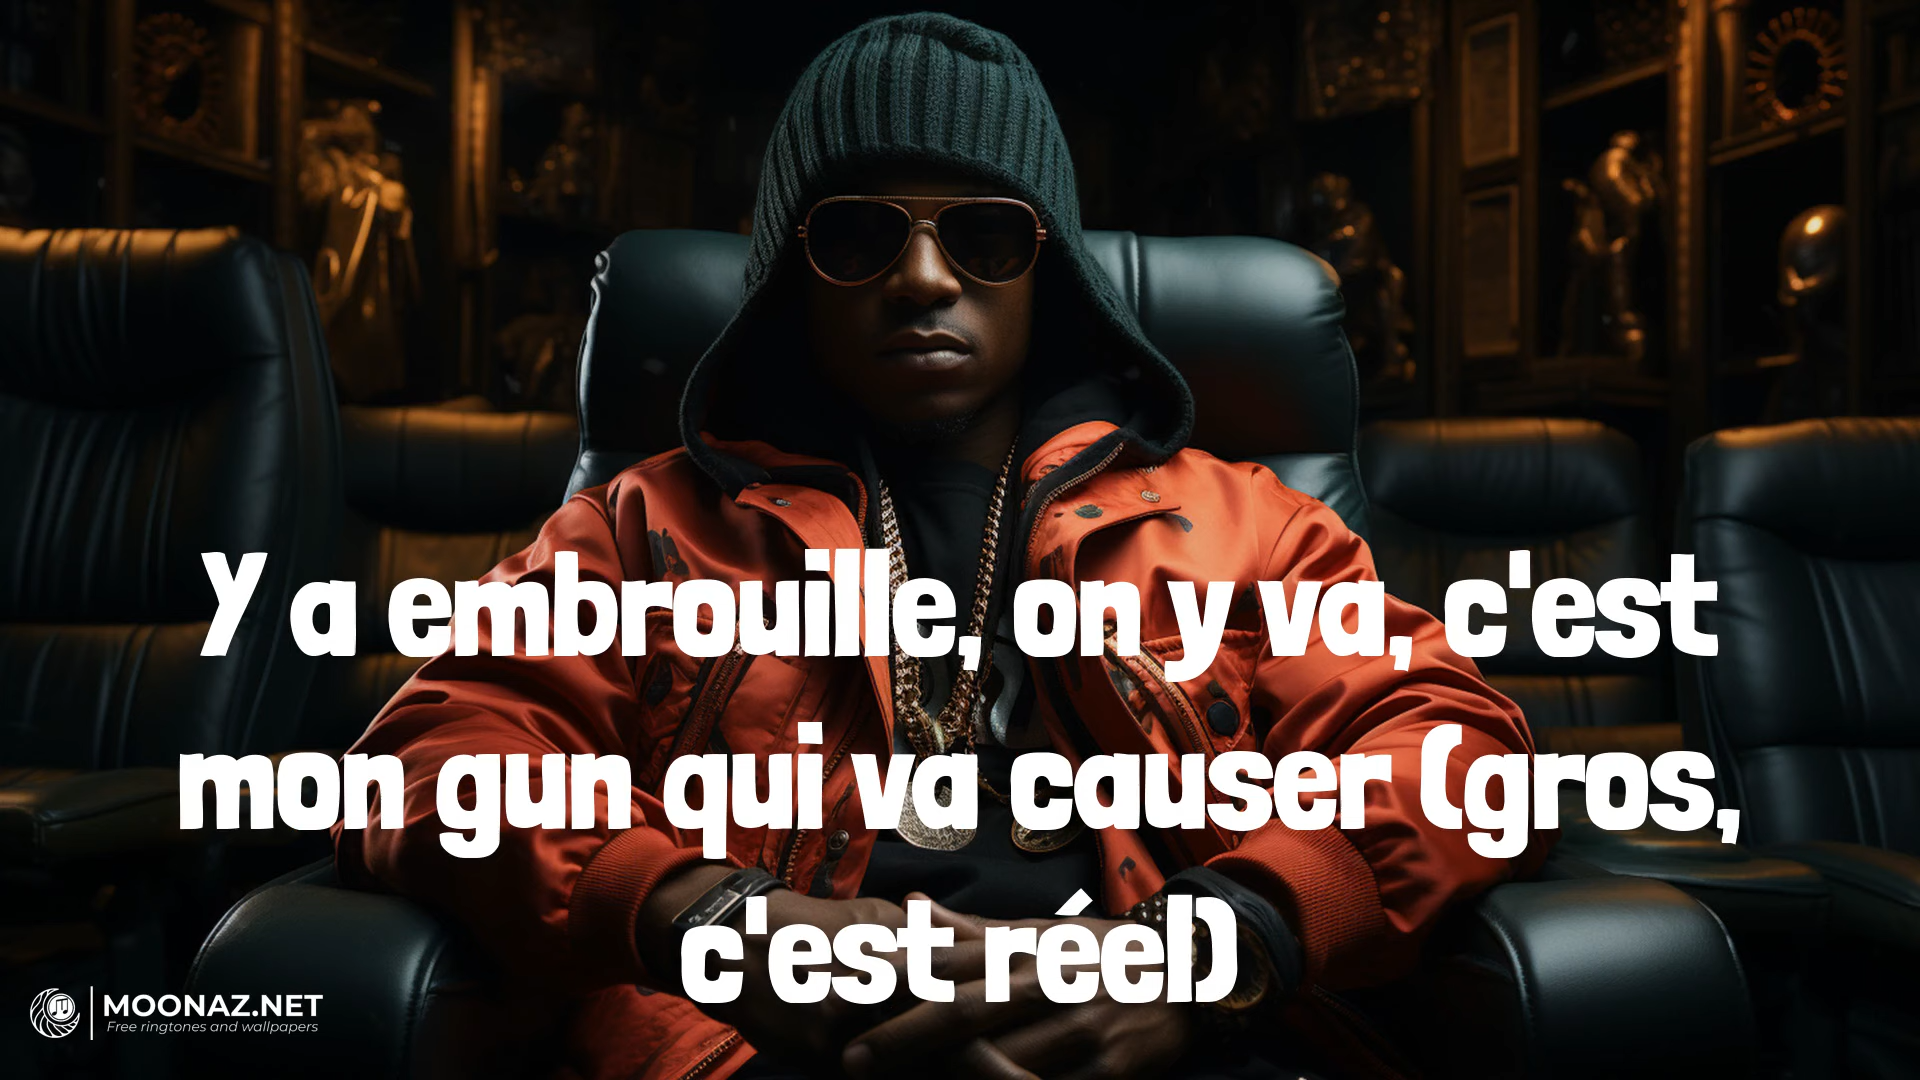 Y a embrouille, on y va, c'est
mon gun qui va causer (gros,
c'est réel)
MOONAZ.NET
Free ringtones and wallpapers